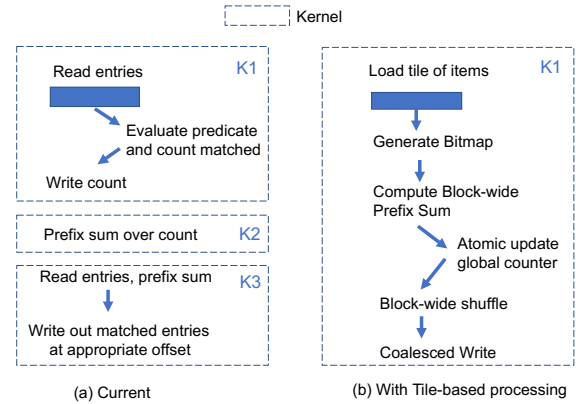 Kernel
K1
Read entries
Evaluate predicate
and count matched
Write count
Prefix sum over count
K2
Read entries, prefix sum
K3
Write out matched entries
at appropriate offset
(a) Current
K1
Load tile of items
Generate Bitmap
Compute Block-wide
Prefix Sum
Atomic update
global counter
Block-wide shuffle
Coalesced Write
(b) With Tile-based processing